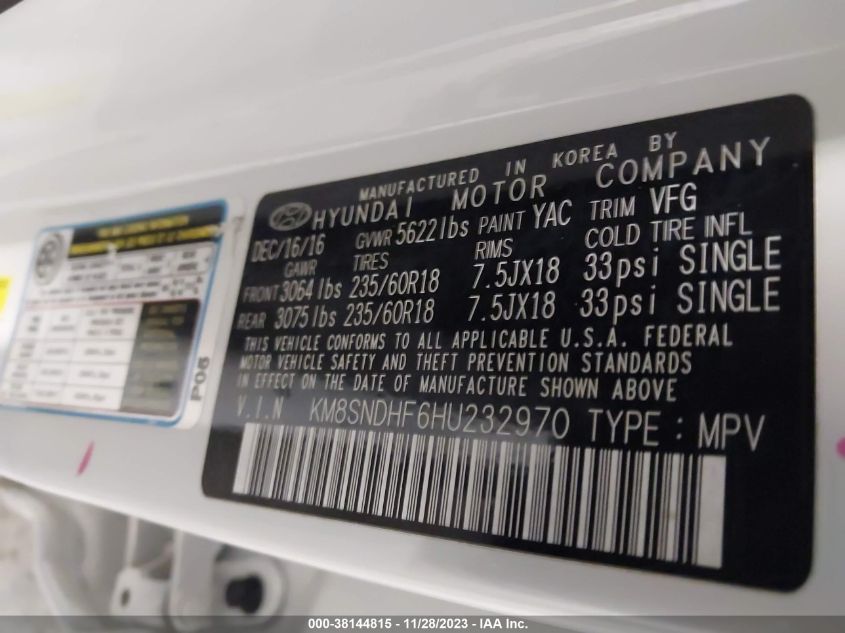 MANUFACTURED IN KOREA BY
HYUNDAI MOTOR COMPANY
DEC/16/16 GVWR 5622lbs PAINT YAC TRIM VFG
GAWR TIRES RIMS COLD TIRE INFL
FRONT 3064lbs 235/60R18 7.5JX18 33psi SINGLE
REAR 3075lbs 235/60R18 7.5JX18 33psi SINGLE
THIS VEHICLE CONFORMS TO ALL APPLICABLE U.S.A. FEDERAL
MOTOR VEHICLE SAFETY AND THEFT PREVENTION STANDARDS
IN EFFECT ON THE DATE OF MANUFACTURE SHOWN ABOVE
V.I.N KM8SNDHF6HU232970 TYPE : MPV
P06
000-38144815 - 11/28/2023 - IAA Inc.